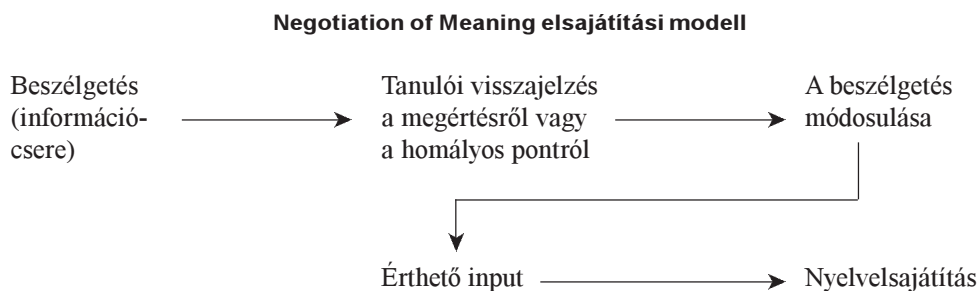 Negotiation of Meaning elsajátítási modell
Beszélgetés
(információ-
csere)
Tanulói visszajelzés
a megértésről vagy
a homályos pontról
A beszélgetés
módosulása
Érthető input
Nyelvelsajátítás